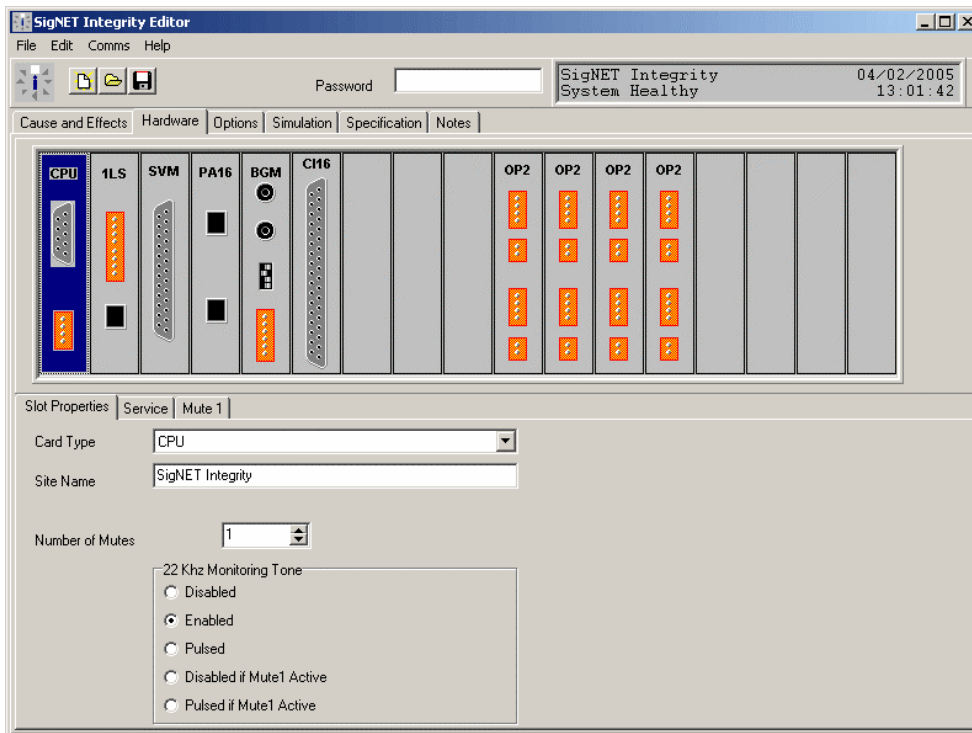 SigNET Integrity Editor
File Edit Comms Help
Password
SigNET Integrity 04/02/2005
System Healthy 13:01:42
Cause and Effects Hardware Options Simulation Specification Notes
CPU 1LS SVM PA16 BGM CI16 OP2 OP2 OP2 OP2
Slot Properties Service Mute 1
Card Type CPU
Site Name SigNET Integrity
Number of Mutes 1
22 Khz Monitoring Tone
Disabled
Enabled
Pulsed
Disabled if Mute1 Active
Pulsed if Mute1 Active